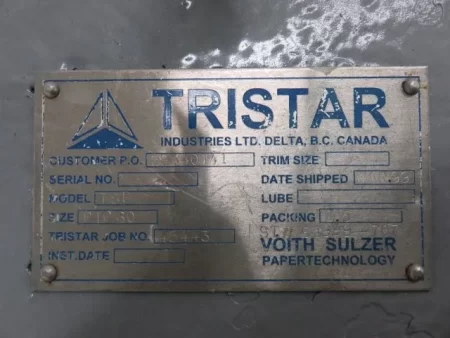 TRISTAR
INDUSTRIES LTD. DELTA, B.C. CANADA
CUSTOMER P.O. TRIM SIZE
SERIAL NO. DATE SHIPPED
MODEL LUBE
SIZE PACKING
TRISTAR JOB NO.
INST. DATE VOITH SULZER
PAPERTECHNOLOGY